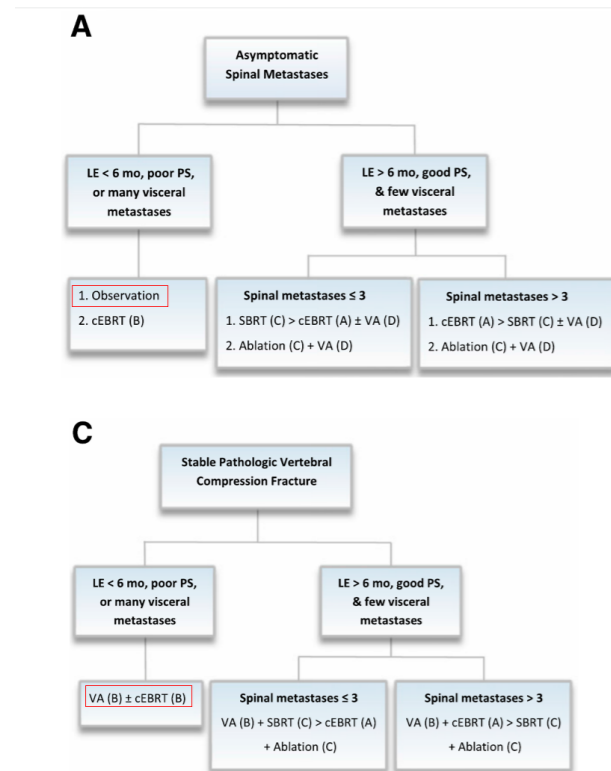 A
Asymptomatic
Spinal Metastases
LE < 6 mo, poor PS,
or many visceral
metastases
LE > 6 mo, good PS,
& few visceral
metastases
1. Observation
2. cEBRT (B)
Spinal metastases ≤ 3
1. SBRT (C) > cEBRT (A) ± VA (D)
2. Ablation (C) + VA (D)
Spinal metastases > 3
1. cEBRT (A) > SBRT (C) ± VA (D)
2. Ablation (C) + VA (D)
C
Stable Pathologic Vertebral
Compression Fracture
LE < 6 mo, poor PS,
or many visceral
metastases
LE > 6 mo, good PS,
& few visceral
metastases
VA (B) ± cEBRT (B)
Spinal metastases ≤ 3
VA (B) + SBRT (C) > cEBRT (A)
+ Ablation (C)
Spinal metastases > 3
VA (B) + cEBRT (A) > SBRT (C)
+ Ablation (C)